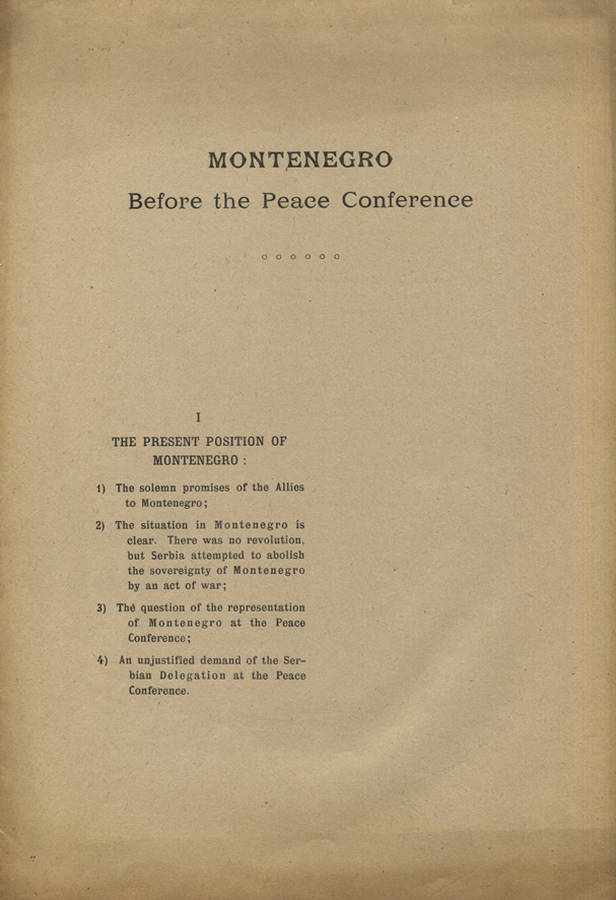 MONTENEGRO
Before the Peace Conference
o o o o o o
I
THE PRESENT POSITION OF
MONTENEGRO :
1) The solemn promises of the Allies
to Montenegro;
2) The situation in Montenegro is
clear. There was no revolution,
but Serbia attempted to abolish
the sovereignty of Montenegro
by an act of war;
3) The question of the representation
of Montenegro at the Peace
Conference;
4) An unjustified demand of the Ser-
bian Delegation at the Peace
Conference.